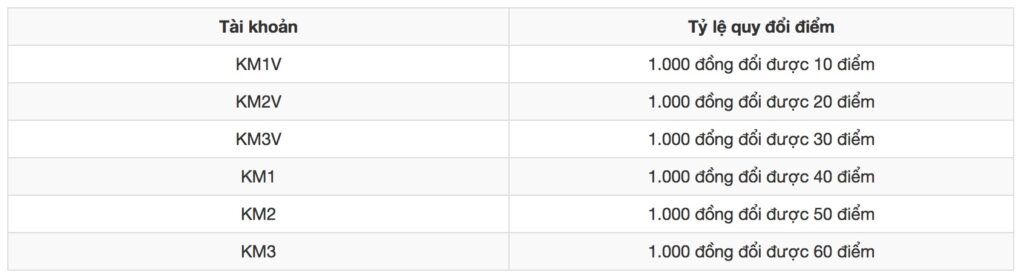 Tài khoản Tỷ lệ quy đổi điểm
KM1V 1.000 đồng đổi được 10 điểm
KM2V 1.000 đồng đổi được 20 điểm
KM3V 1.000 đổng đổi được 30 điểm
KM1 1.000 đồng đổi được 40 điểm
KM2 1.000 đồng đổi được 50 điểm
KM3 1.000 đồng đổi được 60 điểm